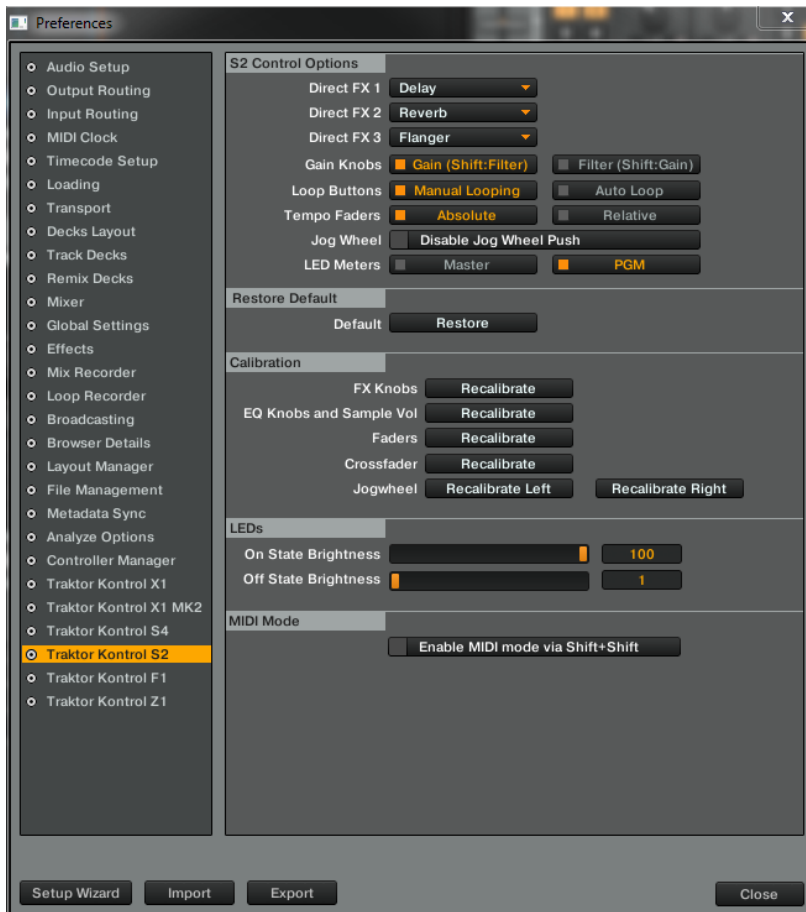 Preferences
x
Audio Setup
Output Routing
Input Routing
MIDI Clock
Timecode Setup
Loading
Transport
Decks Layout
Track Decks
Remix Decks
Mixer
Global Settings
Effects
Mix Recorder
Loop Recorder
Broadcasting
Browser Details
Layout Manager
File Management
Metadata Sync
Analyze Options
Controller Manager
Traktor Kontrol X1
Traktor Kontrol X1 MK2
Traktor Kontrol S4
Traktor Kontrol S2
Traktor Kontrol F1
Traktor Kontrol Z1
S2 Control Options
Direct FX 1 Delay
Direct FX 2 Reverb
Direct FX 3 Flanger
Gain Knobs Gain (Shift:Filter) Filter (Shift:Gain)
Loop Buttons Manual Looping Auto Loop
Tempo Faders Absolute Relative
Jog Wheel Disable Jog Wheel Push
LED Meters Master PGM
Restore Default
Default Restore
Calibration
FX Knobs Recalibrate
EQ Knobs and Sample Vol Recalibrate
Faders Recalibrate
Crossfader Recalibrate
Jogwheel Recalibrate Left Recalibrate Right
LEDs
On State Brightness 100
Off State Brightness 1
MIDI Mode
Enable MIDI mode via Shift+Shift
Setup Wizard Import Export Close